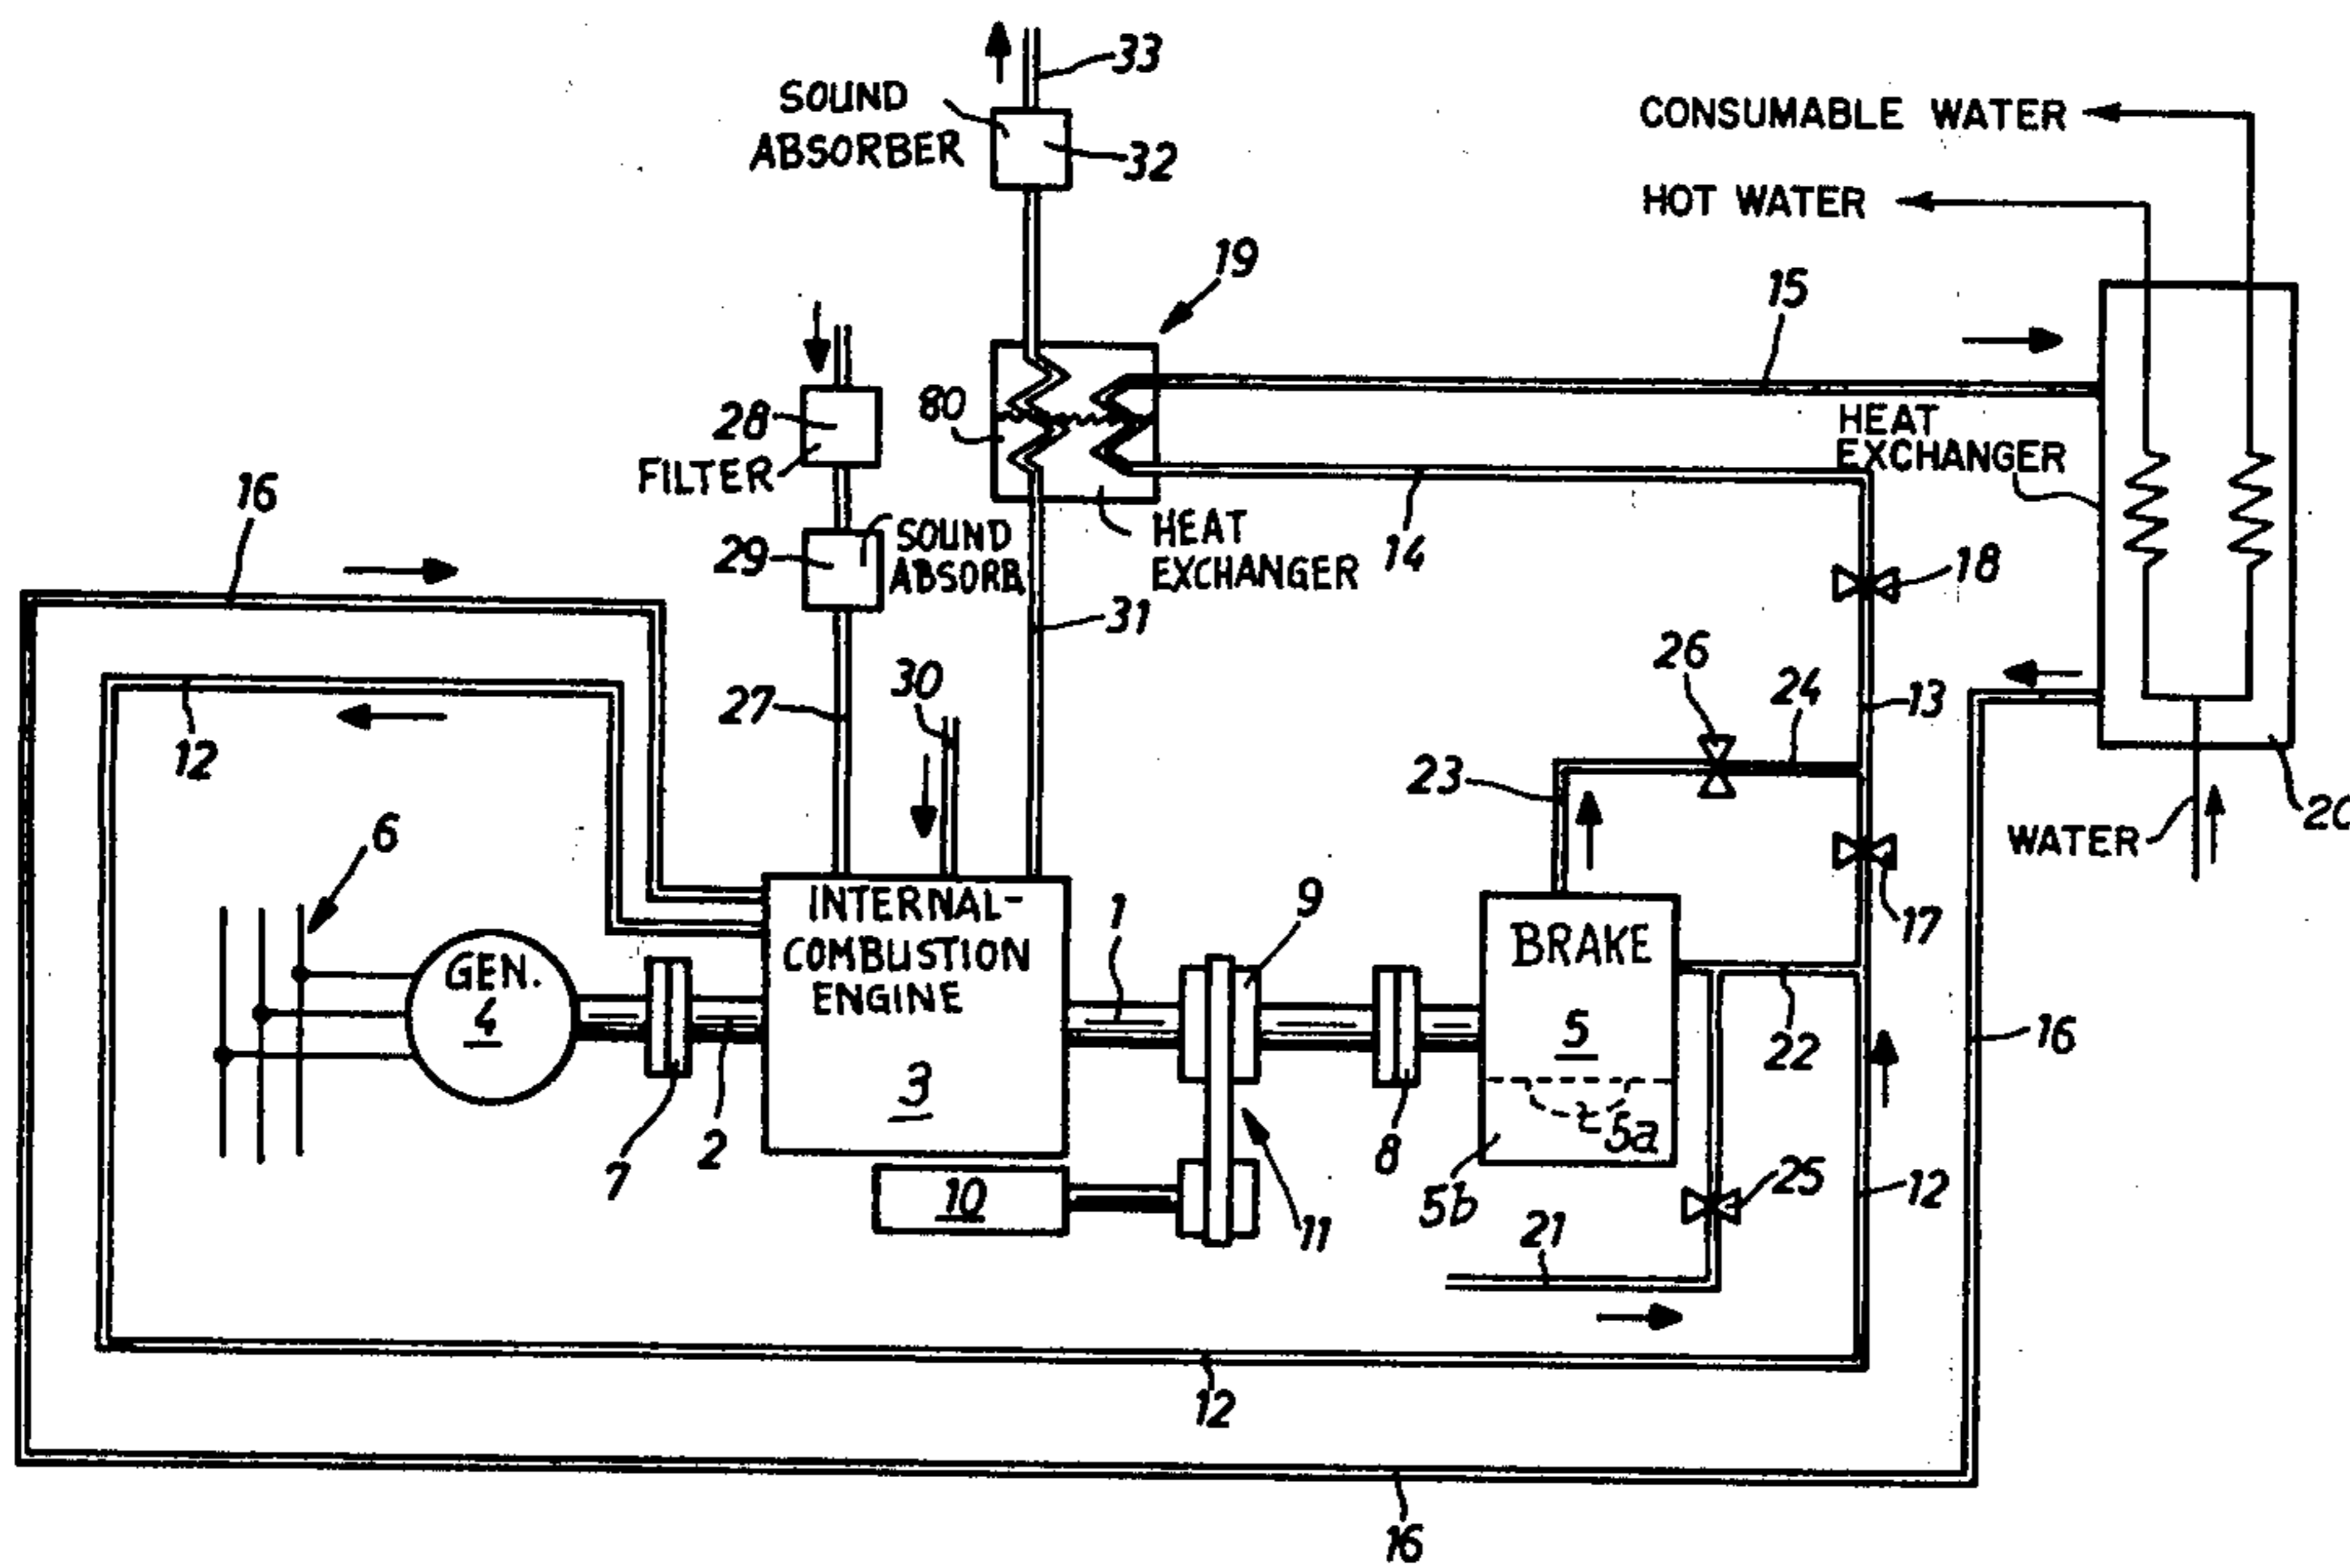 33
SOUND
ABSORBER
32
CONSUMABLE WATER
HOT WATER
19
15
80
28
FILTER
HEAT
EXCHANGER
16
29
SOUND
ABSORB.
HEAT
EXCHANGER
14
18
31
26
24
13
30
27
12
23
20
WATER
6
17
INTERNAL-
COMBUSTION
ENGINE
3
GEN.
4
1
9
BRAKE
5
22
16
7
2
8
5a
5b
25
12
10
11
21
12
16